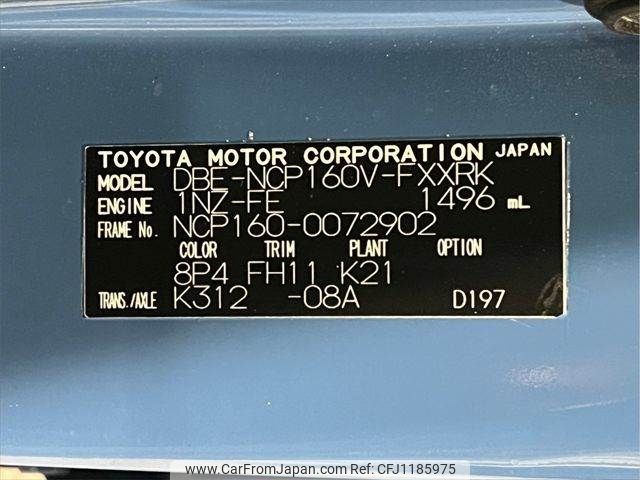 TOYOTA MOTOR CORPORATION JAPAN
MODEL DBE-NCP160V-FXXRK
ENGINE 1NZ-FE 1496 mL
FRAME No. NCP160-0072902
COLOR TRIM PLANT OPTION
8P4 FH11 K21
TRANS./AXLE K312 -08A D197
www.CarFromJapan.com - CFJ1185975